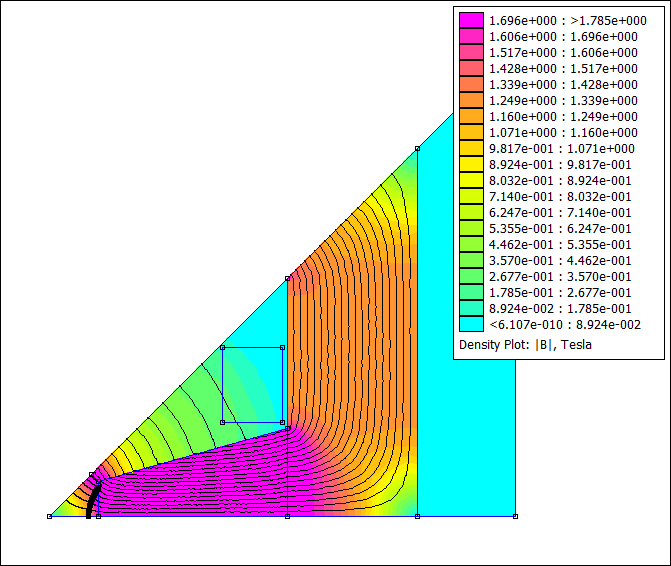 1.696e+000 : >1.785e+000
1.606e+000 : 1.696e+000
1.517e+000 : 1.606e+000
1.428e+000 : 1.517e+000
1.339e+000 : 1.428e+000
1.249e+000 : 1.339e+000
1.160e+000 : 1.249e+000
1.071e+000 : 1.160e+000
9.817e-001 : 1.071e+000
8.924e-001 : 9.817e-001
8.032e-001 : 8.924e-001
7.140e-001 : 8.032e-001
6.247e-001 : 7.140e-001
5.355e-001 : 6.247e-001
4.462e-001 : 5.355e-001
3.570e-001 : 4.462e-001
2.677e-001 : 3.570e-001
1.785e-001 : 2.677e-001
8.924e-002 : 1.785e-001
<6.107e-010 : 8.924e-002
Density Plot: |B|, Tesla